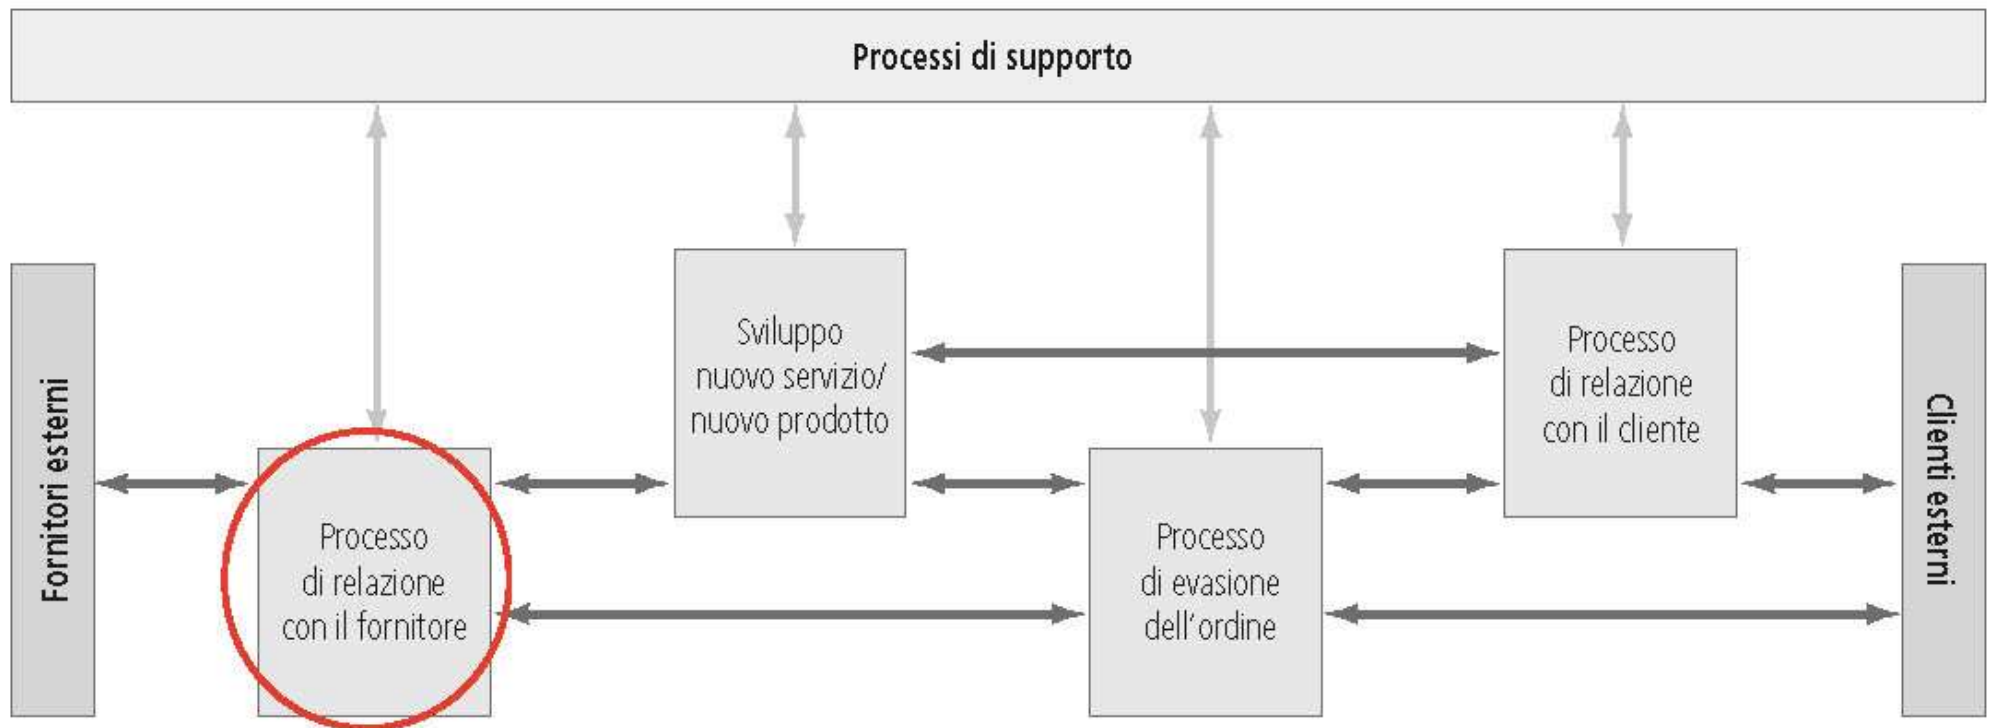 Processi di supporto
Fornitori esterni
Processo
di relazione
con il fornitore
Sviluppo
nuovo servizio/
nuovo prodotto
Processo
di evasione
dell’ordine
Processo
di relazione
con il cliente
Clienti esterni